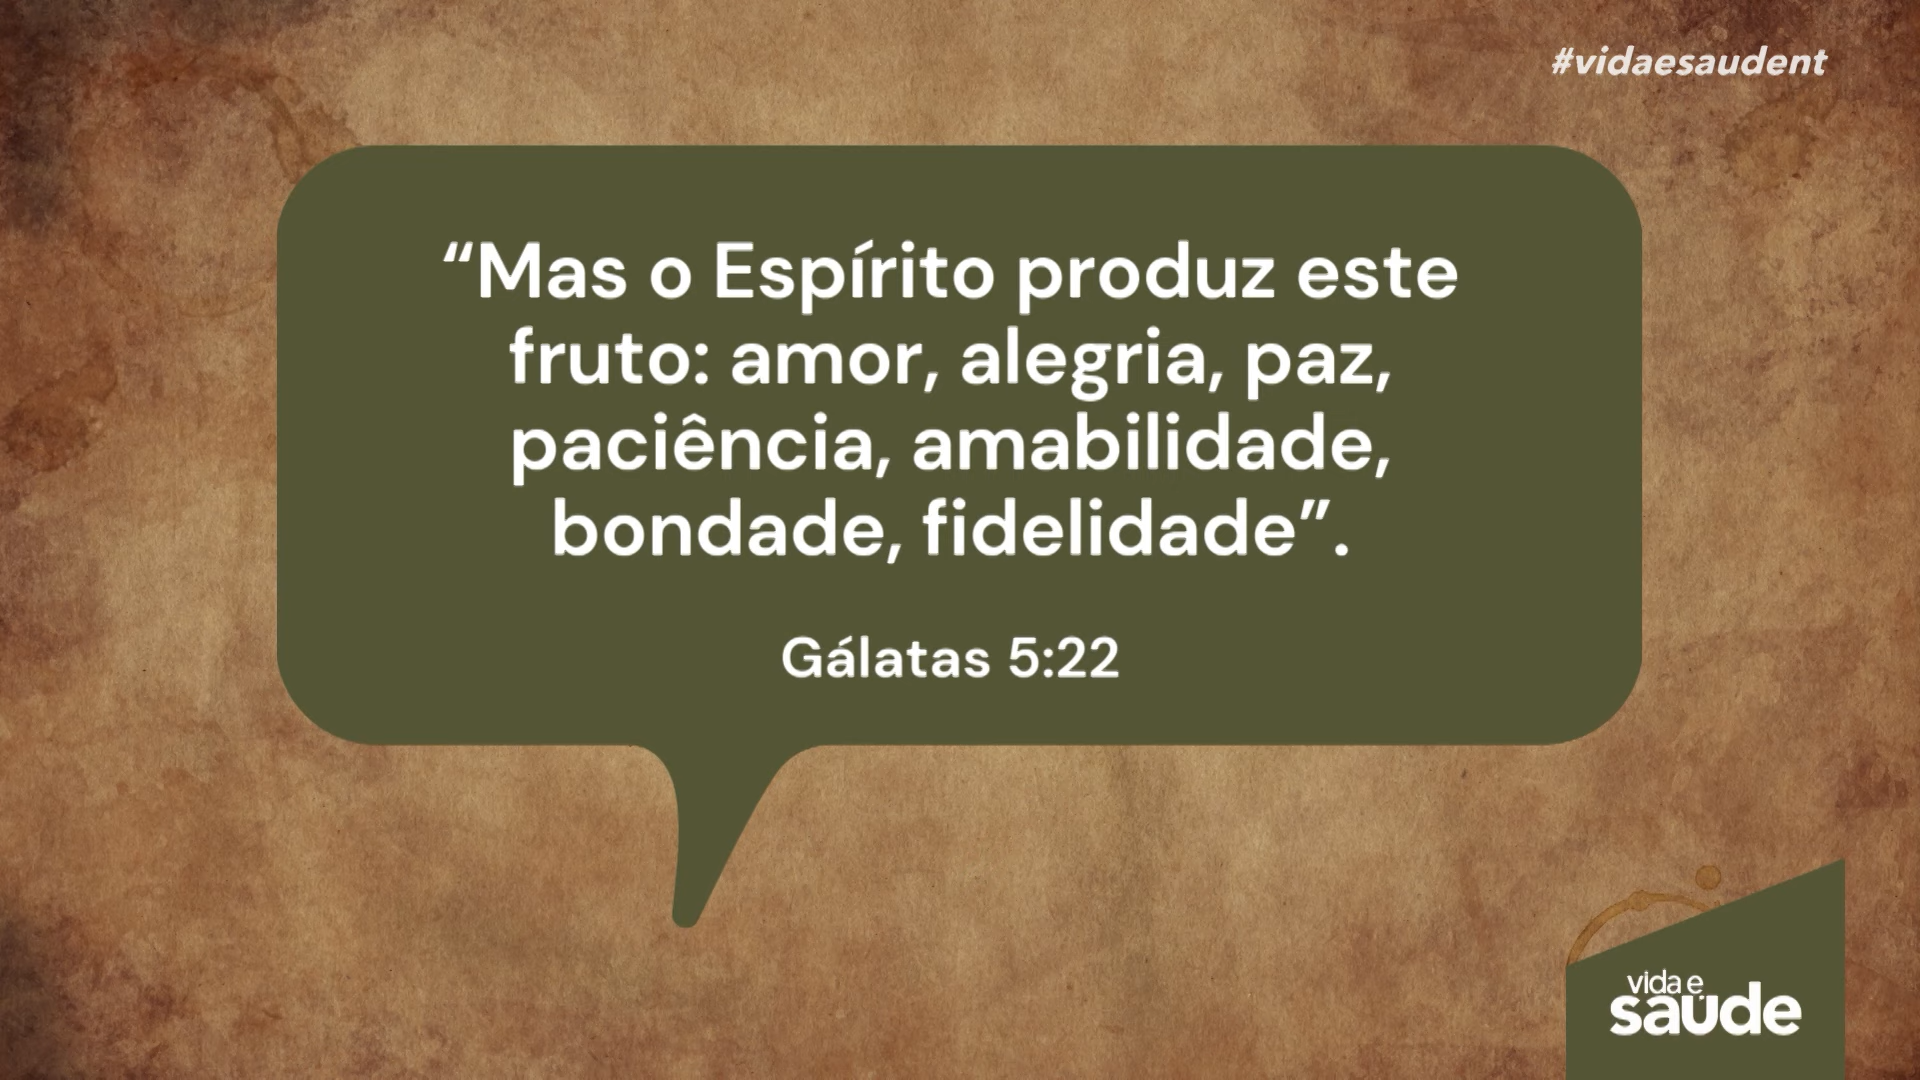 #vidaesaudent
“Mas o Espírito produz este
fruto: amor, alegria, paz,
paciência, amabilidade,
bondade, fidelidade”.
Gálatas 5:22
vida e
saúde